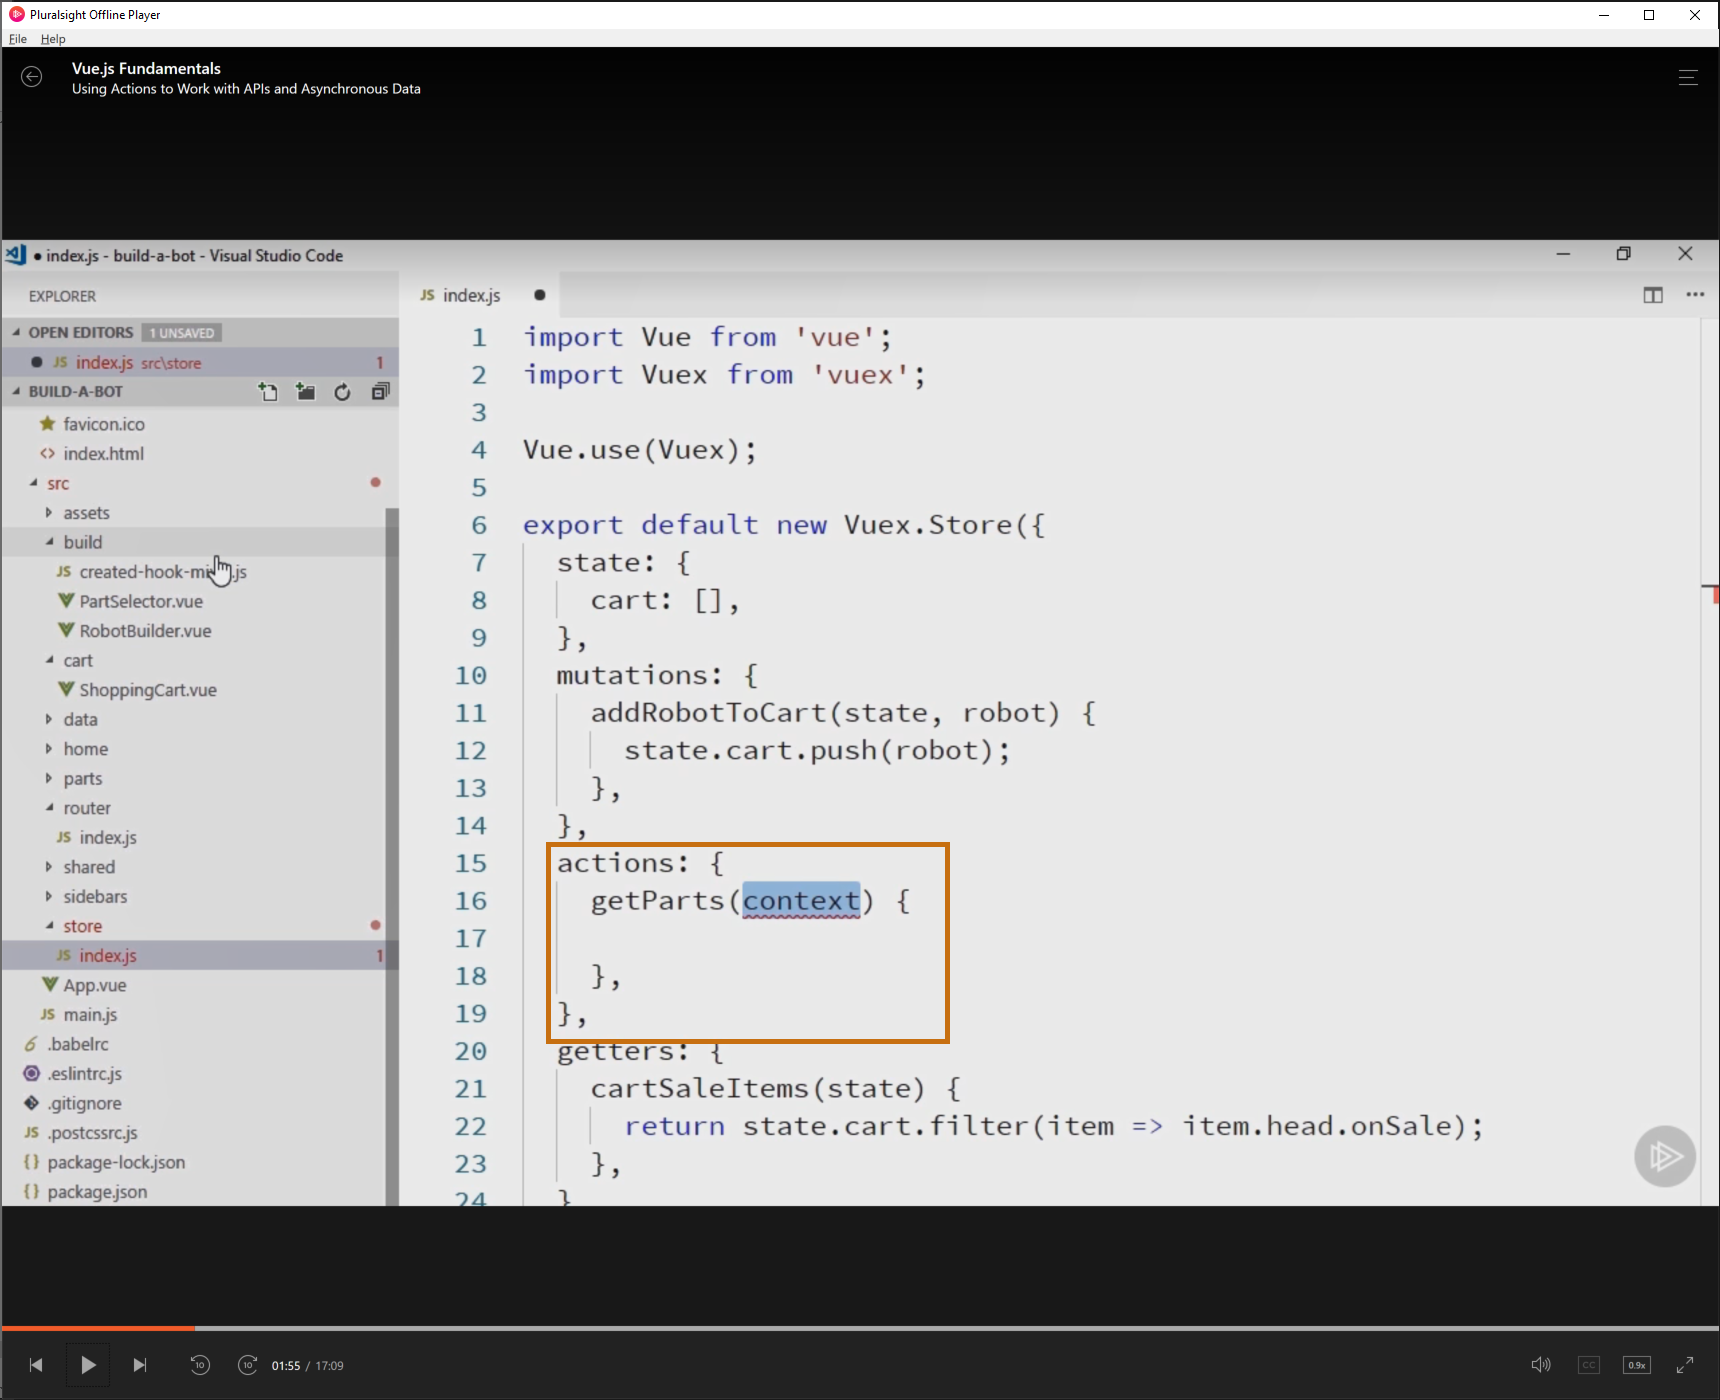 Pluralsight Offline Player
File Help
Vue.js Fundamentals
Using Actions to Work with APIs and Asynchronous Data
● index.js - build-a-bot - Visual Studio Code
EXPLORER
OPEN EDITORS 1 UNSAVED
JS index.js src\store 1
BUILD-A-BOT
favicon.ico
<> index.html
src
assets
build
JS created-hook-mi .js
PartSelector.vue
RobotBuilder.vue
cart
ShoppingCart.vue
data
home
parts
router
JS index.js
shared
sidebars
store
JS index.js 1
App.vue
JS main.js
.babelrc
.eslintrc.js
.gitignore
JS .postcssrc.js
{} package-lock.json
{} package.json
JS index.js ●
1 import Vue from 'vue';
2 import Vuex from 'vuex';
3
4 Vue.use(Vuex);
5
6 export default new Vuex.Store({
7 state: {
8 cart: [],
9 },
10 mutations: {
11 addRobotToCart(state, robot) {
12 state.cart.push(robot);
13 },
14 },
15 actions: {
16 getParts(context) {
17
18 },
19 },
20 getters: {
21 cartSaleItems(state) {
22 return state.cart.filter(item => item.head.onSale);
23 },
24 }
10 10 01:55 / 17:09 CC 0.9x